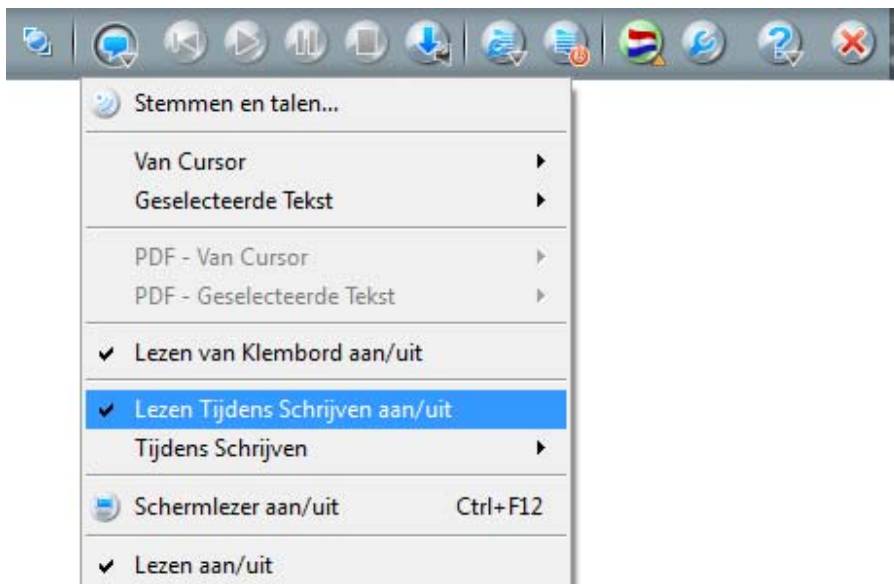 Stemmen en talen...
Van Cursor
Geselecteerde Tekst
PDF - Van Cursor
PDF - Geselecteerde Tekst
Lezen van Klembord aan/uit
Lezen Tijdens Schrijven aan/uit
Tijdens Schrijven
Schermlezer aan/uit Ctrl+F12
Lezen aan/uit